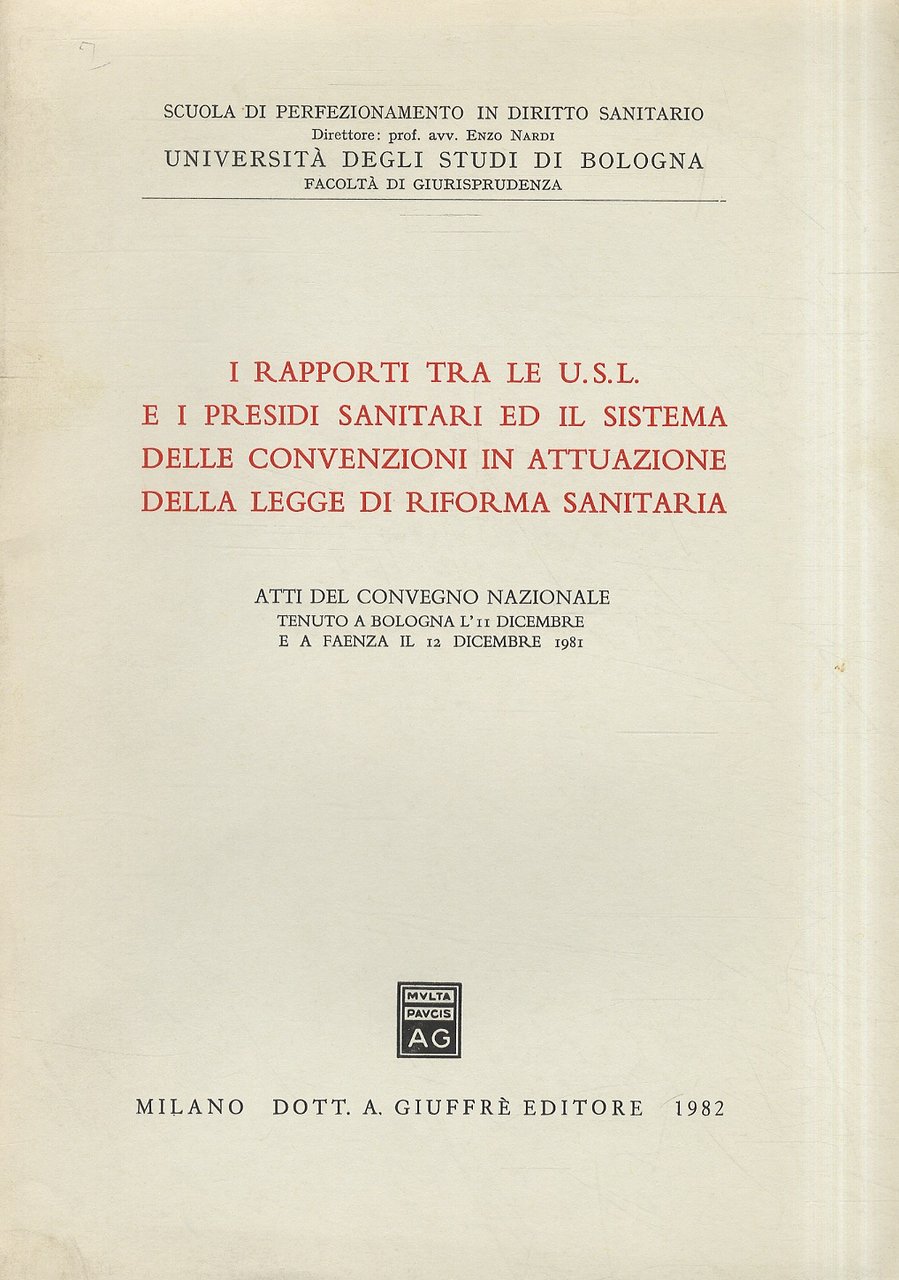 SCUOLA DI PERFEZIONAMENTO IN DIRITTO SANITARIO
Direttore: prof. avv. ENZO NARDI
UNIVERSITÀ DEGLI STUDI DI BOLOGNA
FACOLTÀ DI GIURISPRUDENZA
I RAPPORTI TRA LE U.S.L.
E I PRESIDI SANITARI ED IL SISTEMA
DELLE CONVENZIONI IN ATTUAZIONE
DELLA LEGGE DI RIFORMA SANITARIA
ATTI DEL CONVEGNO NAZIONALE
TENUTO A BOLOGNA L'11 DICEMBRE
E A FAENZA IL 12 DICEMBRE 1981
MVLTA
PAVCIS
AG
MILANO DOTT. A. GIUFFRÈ EDITORE 1982